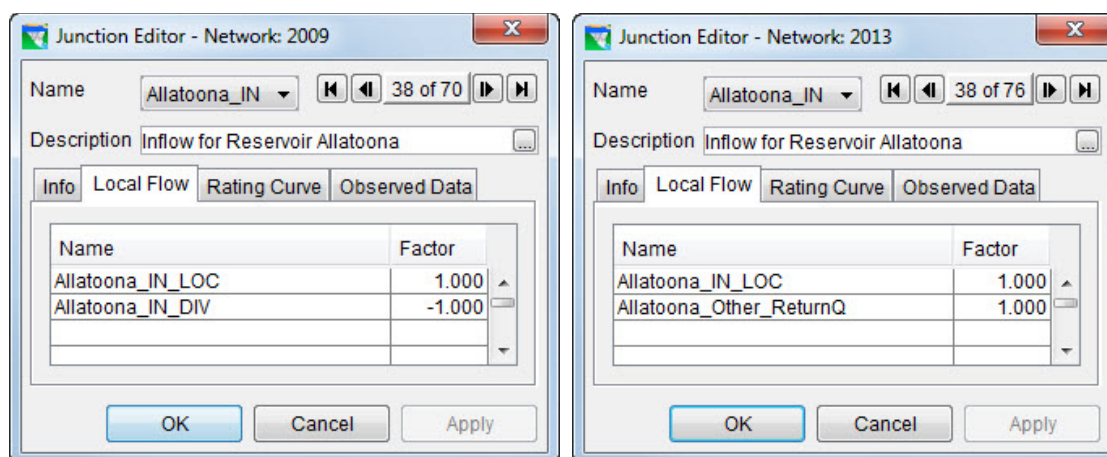 Junction Editor - Network: 2009
Name Allatoona_IN 38 of 70
Description Inflow for Reservoir Allatoona ...
Info Local Flow Rating Curve Observed Data
Name Factor
Allatoona_IN_LOC 1.000
Allatoona_IN_DIV -1.000
OK Cancel Apply
Junction Editor - Network: 2013
Name Allatoona_IN 38 of 76
Description Inflow for Reservoir Allatoona ...
Info Local Flow Rating Curve Observed Data
Name Factor
Allatoona_IN_LOC 1.000
Allatoona_Other_ReturnQ 1.000
OK Cancel Apply